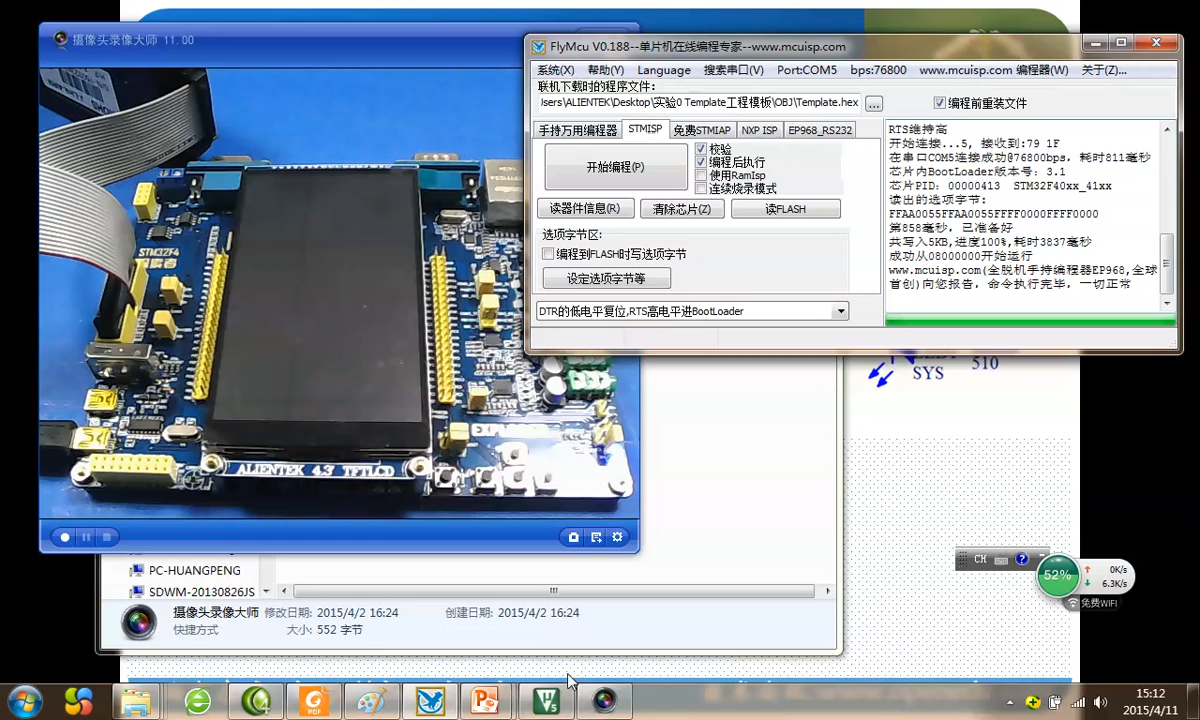 摄像头录像大师 11.00
STM32F4
ALIENTEK 4.3' TFTLCD
FlyMcu V0.188--单片机在线编程专家--www.mcuisp.com
系统(X) 帮助(Y) Language 搜索串口(V) Port:COM5 bps:76800 www.mcuisp.com 编程器(W) 关于(Z)...
联机下载时的程序文件:
lsers\ALIENTEK\Desktop\实验0 Template工程模板\OBJ\Template.hex
...
编程前重装文件
手持万用编程器 STMISP 免费STMIAP NXP ISP EP968_RS232
开始编程(P)
校验
编程后执行
使用RamIsp
连续烧录模式
读器件信息(R) 清除芯片(Z) 读FLASH
选项字节区:
编程到FLASH时写选项字节
设定选项字节等
DTR的低电平复位,RTS高电平进BootLoader
RTS维持高
开始连接...5, 接收到:79 1F
在串口COM5连接成功@76800bps, 耗时811毫秒
芯片内BootLoader版本号: 3.1
芯片PID: 00000413 STM32F40xx_41xx
读出的选项字节:
FFAA0055FFAA0055FFFF0000FFFF0000
第858毫秒, 已准备好
共写入5KB,进度100%,耗时3837毫秒
成功从08000000开始运行
www.mcuisp.com(全脱机手持编程器EP968,全球
首创)向您报告, 命令执行完毕, 一切正常
SYS
510
PC-HUANGPENG
SDWM-20130826JS
摄像头录像大师 修改日期: 2015/4/2 16:24 创建日期: 2015/4/2 16:24
快捷方式 大小: 552 字节
CH
52%
0K/s
6.3K/s
免费WiFi
15:12
2015/4/11